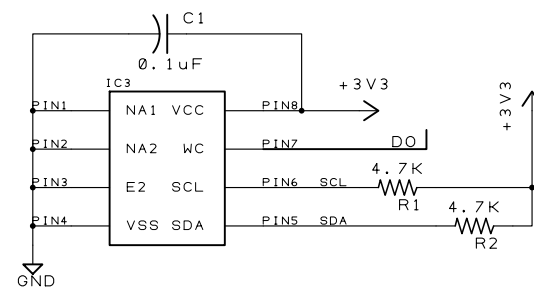 C1
0.1uF
IC3
+3V3
+3V3
PIN1 NA1 VCC PIN8
PIN2 NA2 WC PIN7 DO
PIN3 E2 SCL PIN6 SCL 4.7K
R1
PIN4 VSS SDA PIN5 SDA 4.7K
R2
GND